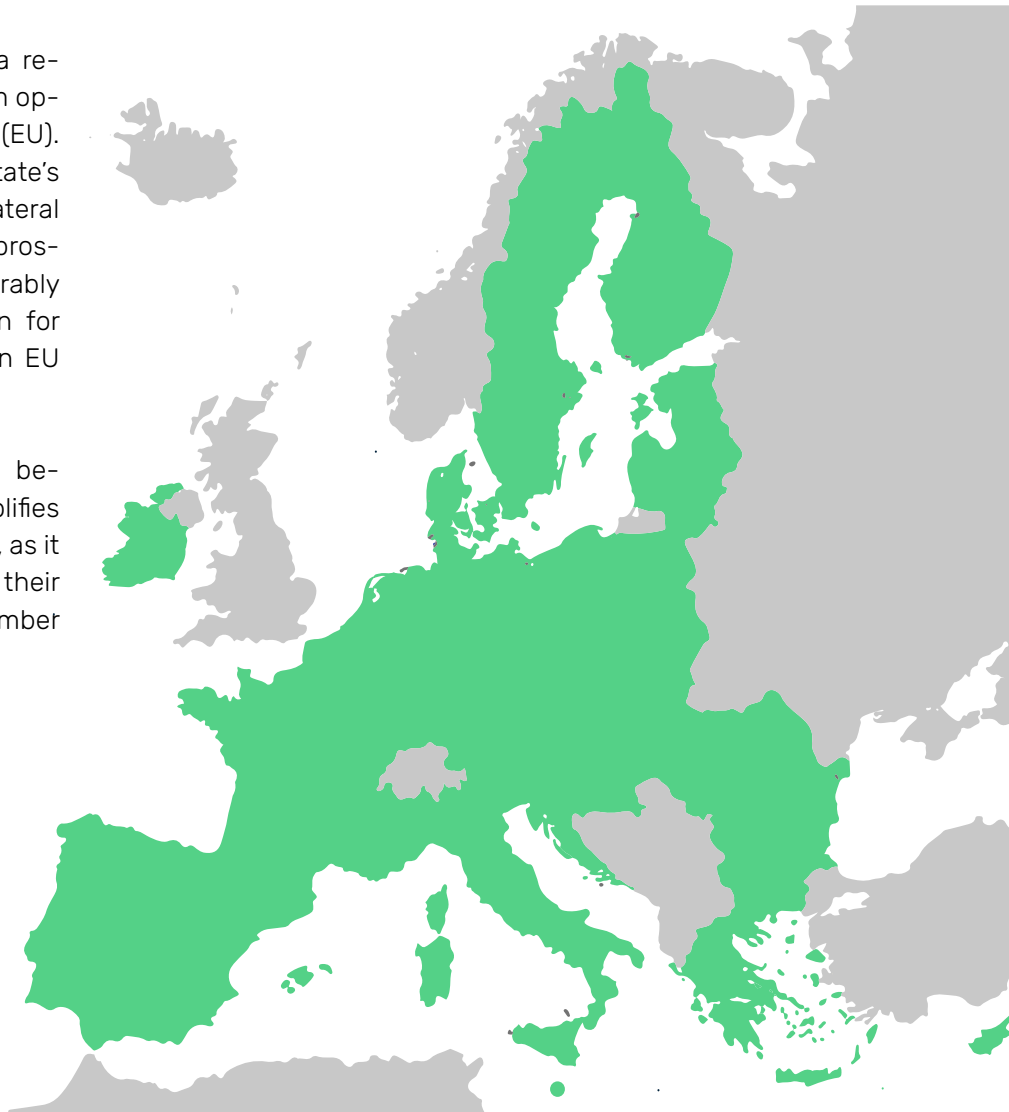 a re-
n op-
(EU).
tate's
ateral
pros-
rably
n for
n EU
be-
plifies
, as it
their
mber